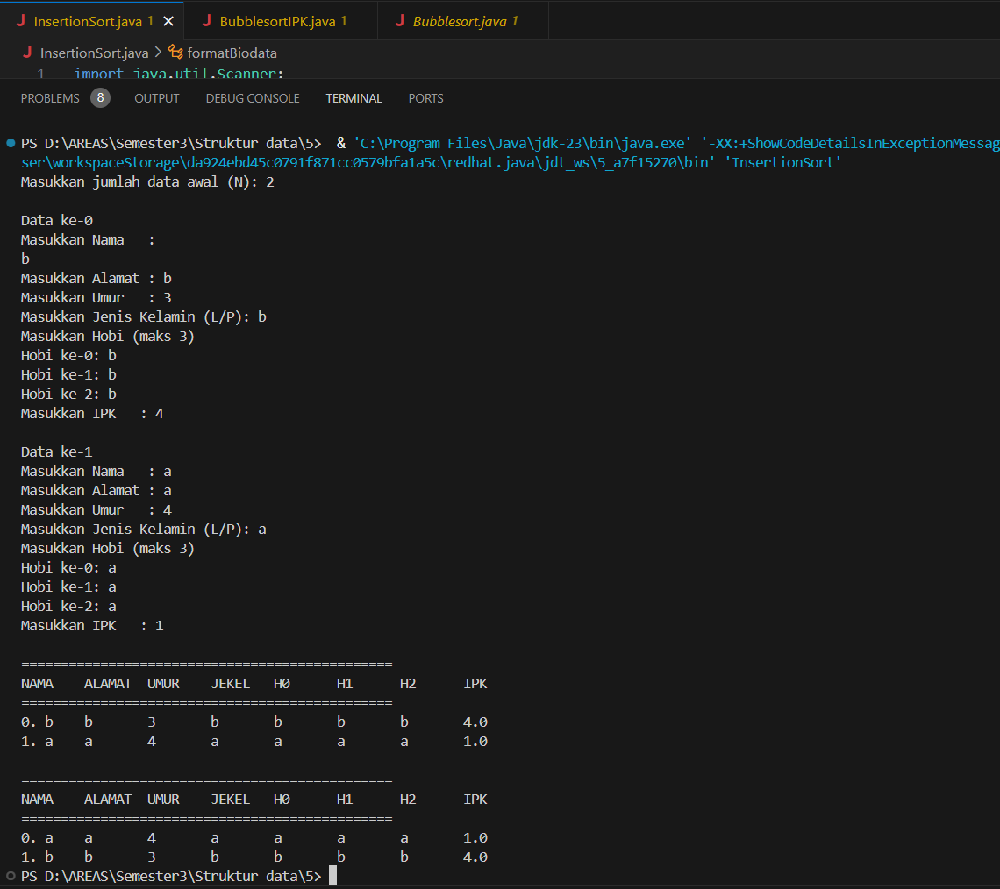 J InsertionSort.java 1 × J BubblesortIPK.java 1 J Bubblesort.java 1
J InsertionSort.java > formatBiodata
1 import java.util.Scanner;
PROBLEMS 8 OUTPUT DEBUG CONSOLE TERMINAL PORTS
PS D:\AREAS\Semester3\Struktur data\5> & 'C:\Program Files\Java\jdk-23\bin\java.exe' '-XX:+ShowCodeDetailsInExceptionMessag
ser\workspaceStorage\da924ebd45c0791f871cc0579bfa1a5c\redhat.java\jdt_ws\5_a7f15270\bin' 'InsertionSort'
Masukkan jumlah data awal (N): 2
Data ke-0
Masukkan Nama   :
b
Masukkan Alamat : b
Masukkan Umur   : 3
Masukkan Jenis Kelamin (L/P): b
Masukkan Hobi (maks 3)
Hobi ke-0: b
Hobi ke-1: b
Hobi ke-2: b
Masukkan IPK   : 4
Data ke-1
Masukkan Nama   : a
Masukkan Alamat : a
Masukkan Umur   : 4
Masukkan Jenis Kelamin (L/P): a
Masukkan Hobi (maks 3)
Hobi ke-0: a
Hobi ke-1: a
Hobi ke-2: a
Masukkan IPK   : 1
===============================================
NAMA    ALAMAT  UMUR    JEKEL   H0      H1      H2      IPK
===============================================
0. b    b       3       b       b       b       b       4.0
1. a    a       4       a       a       a       a       1.0
===============================================
NAMA    ALAMAT  UMUR    JEKEL   H0      H1      H2      IPK
===============================================
0. a    a       4       a       a       a       a       1.0
1. b    b       3       b       b       b       b       4.0
PS D:\AREAS\Semester3\Struktur data\5>